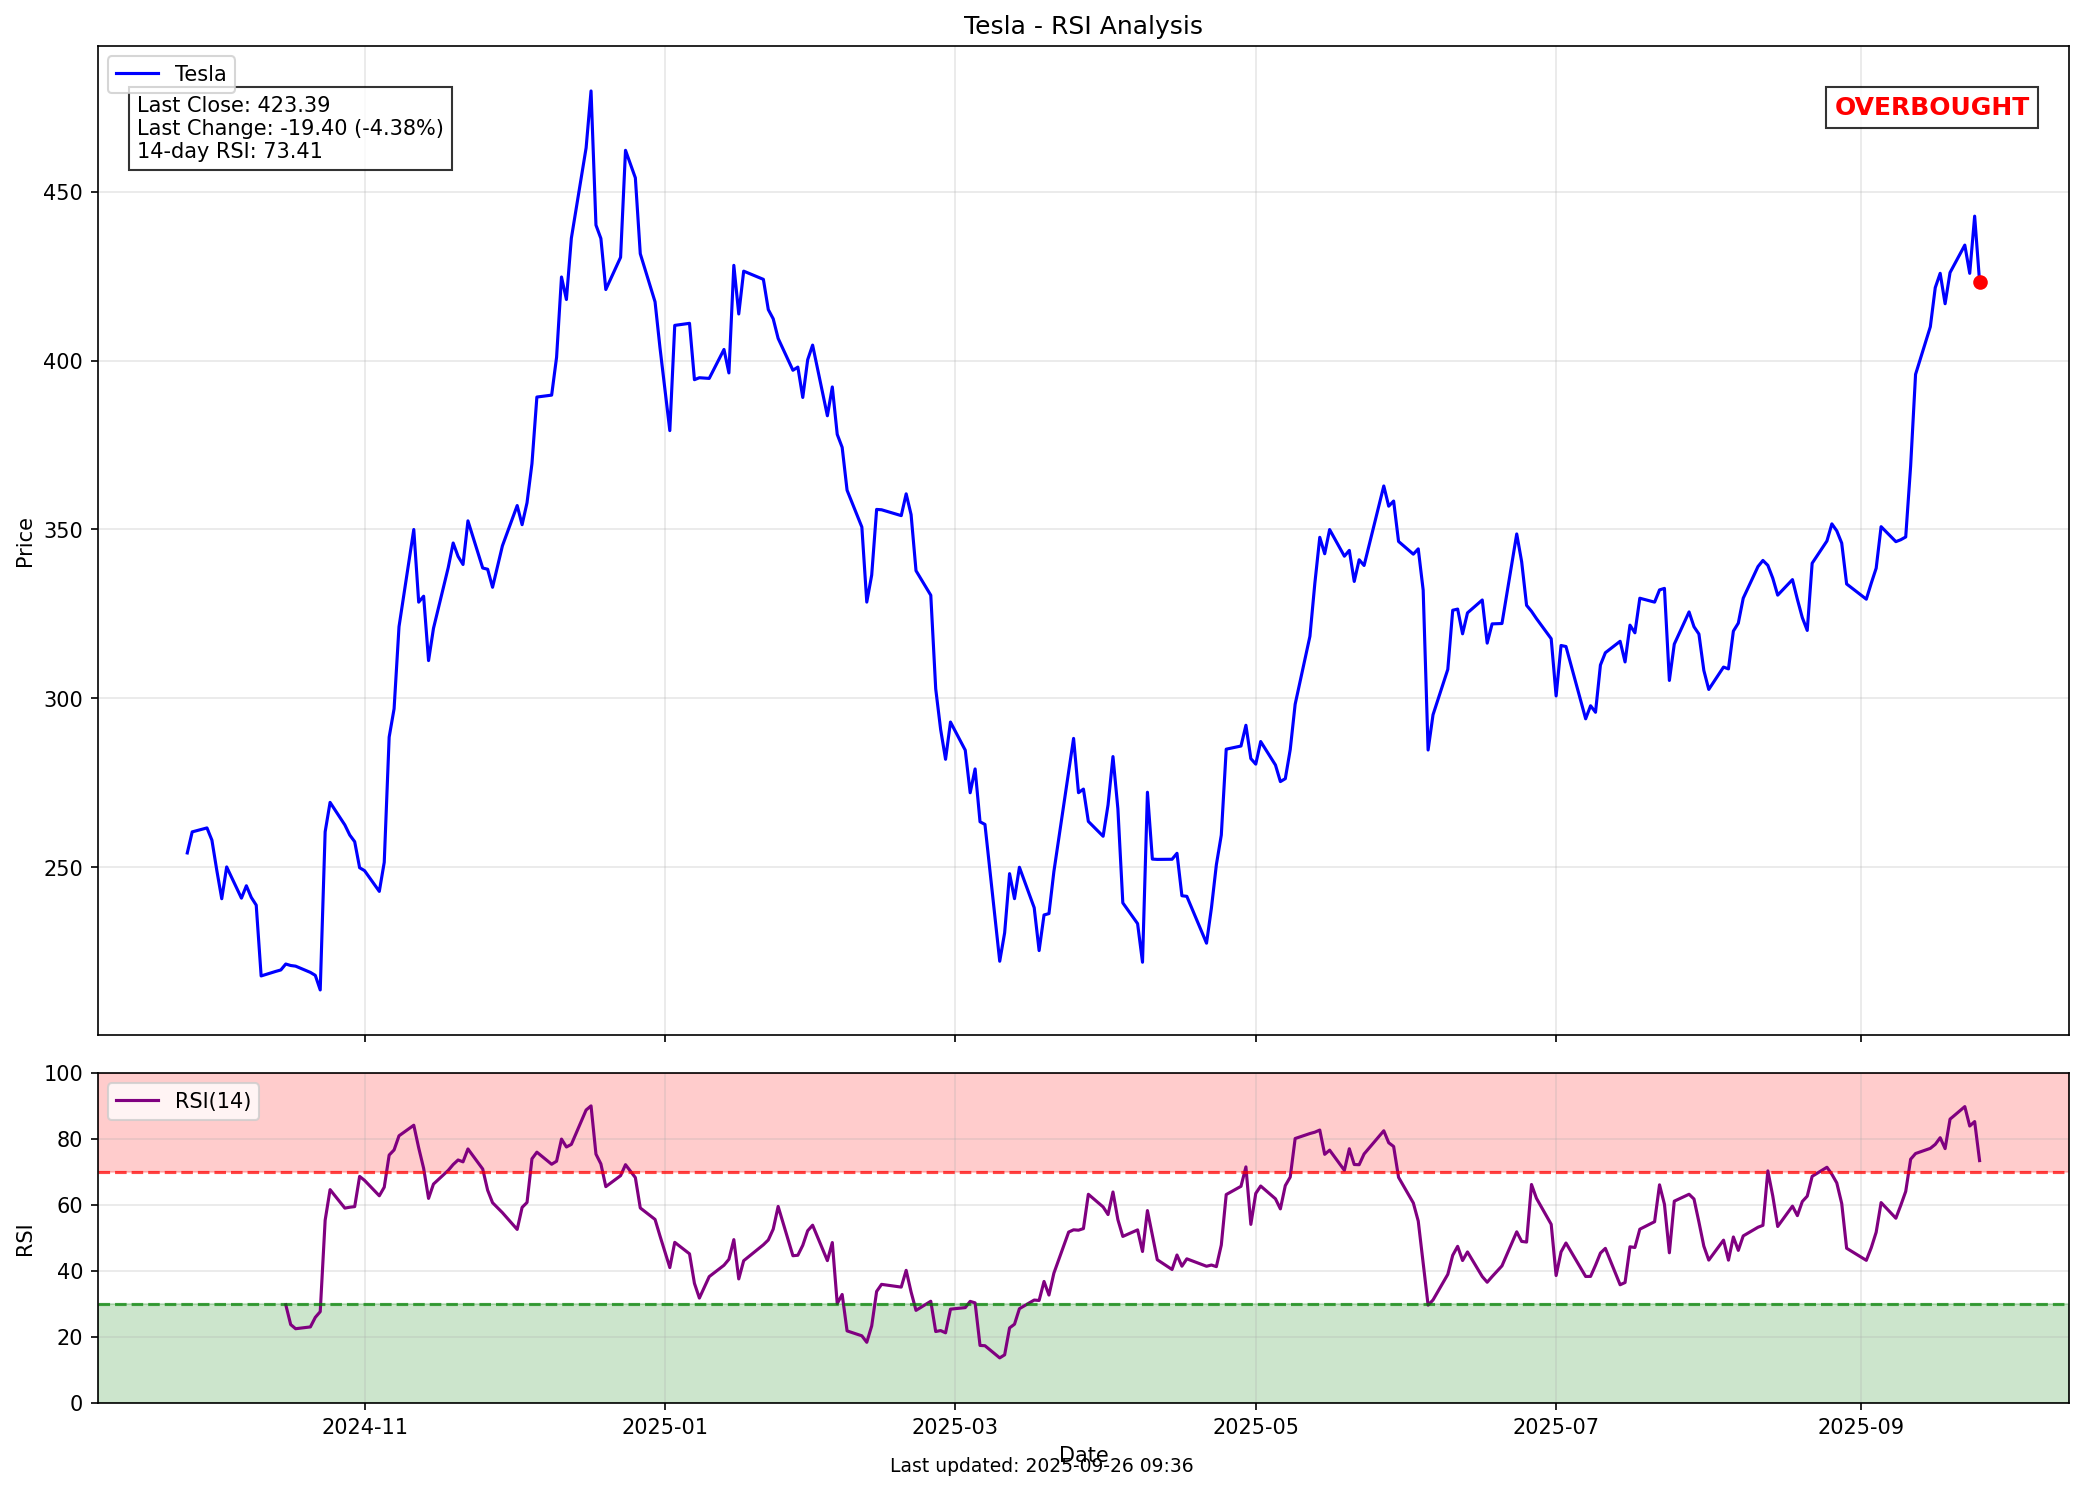 Tesla - RSI Analysis
Tesla
Last Close: 423.39
Last Change: -19.40 (-4.38%)
14-day RSI: 73.41
OVERBOUGHT
Price
450
400
350
300
250
RSI(14)
RSI
100
80
60
40
20
0
2024-11
2025-01
2025-03
2025-05
2025-07
2025-09
Date
Last updated: 2025-09-26 09:36